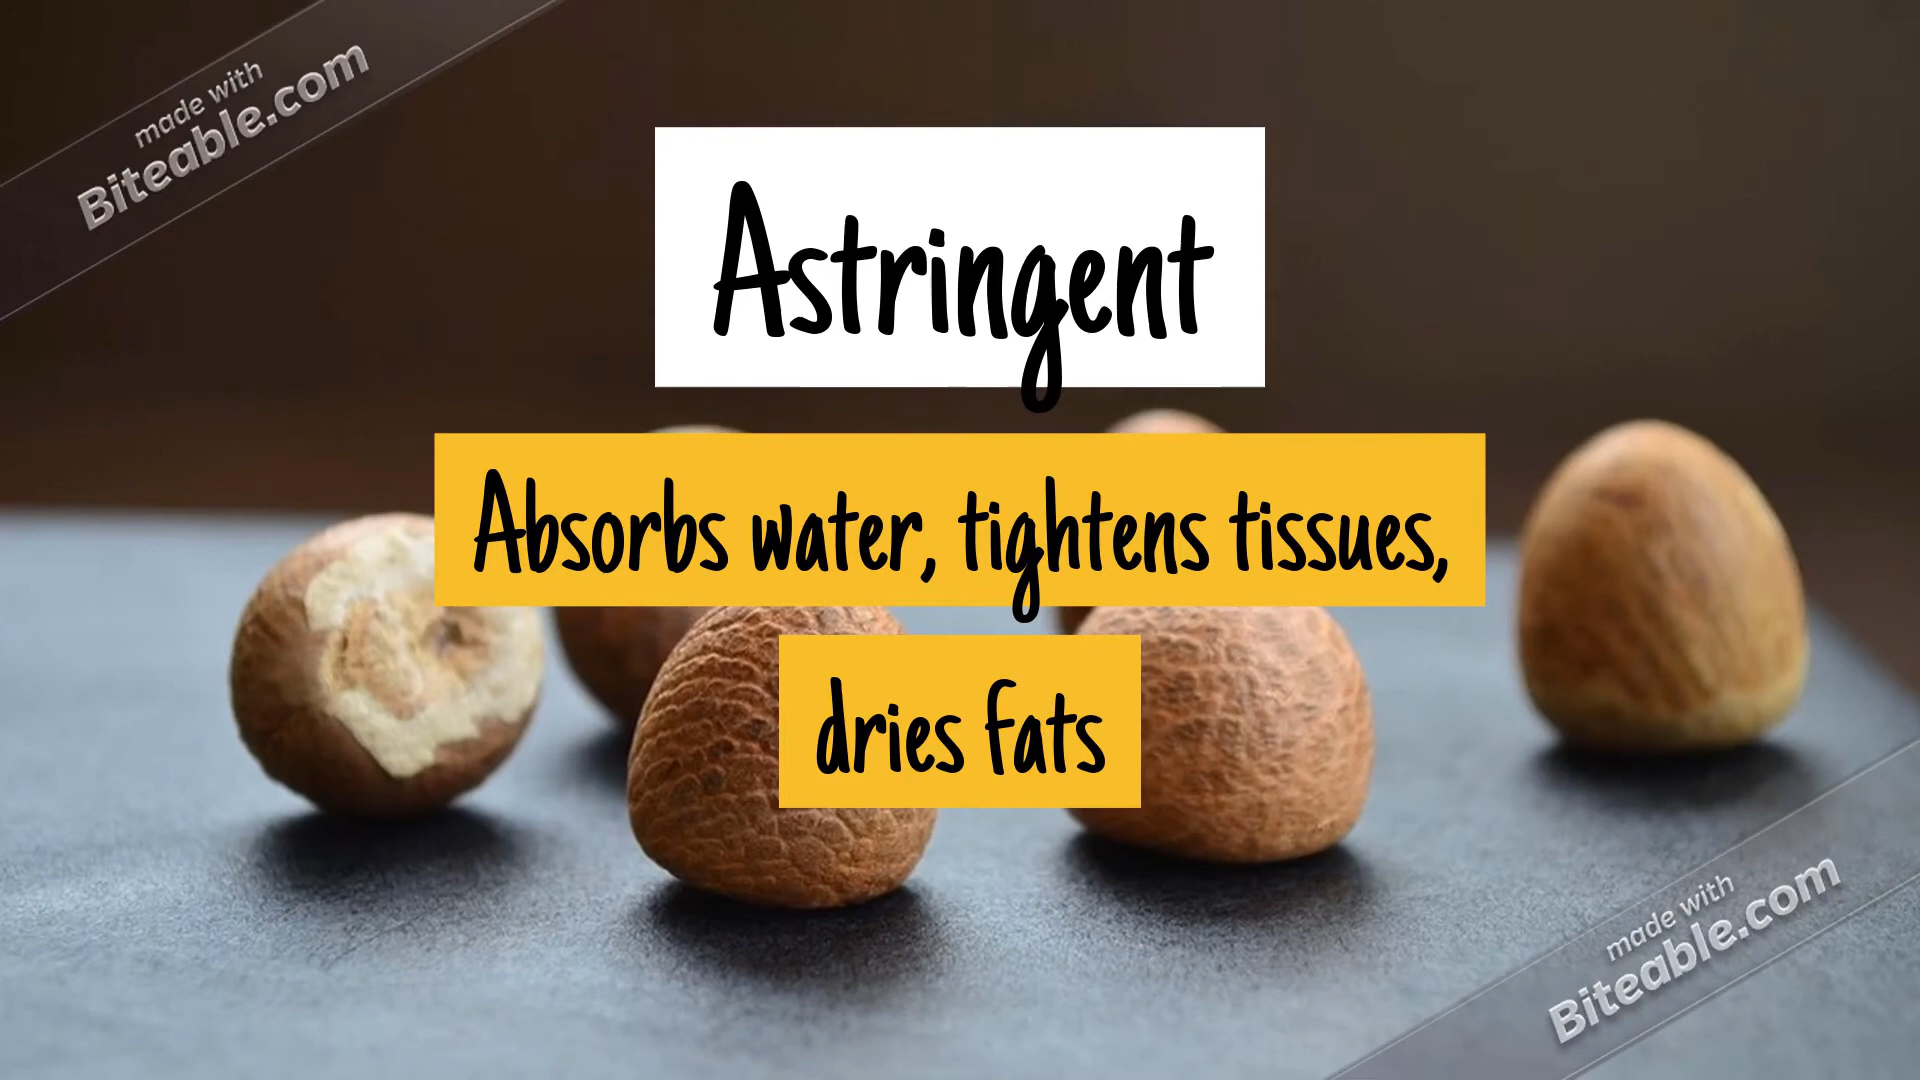 made with
Biteable.com
Astringent
Absorbs water, tightens tissues,
dries fats
made with
Biteable.com